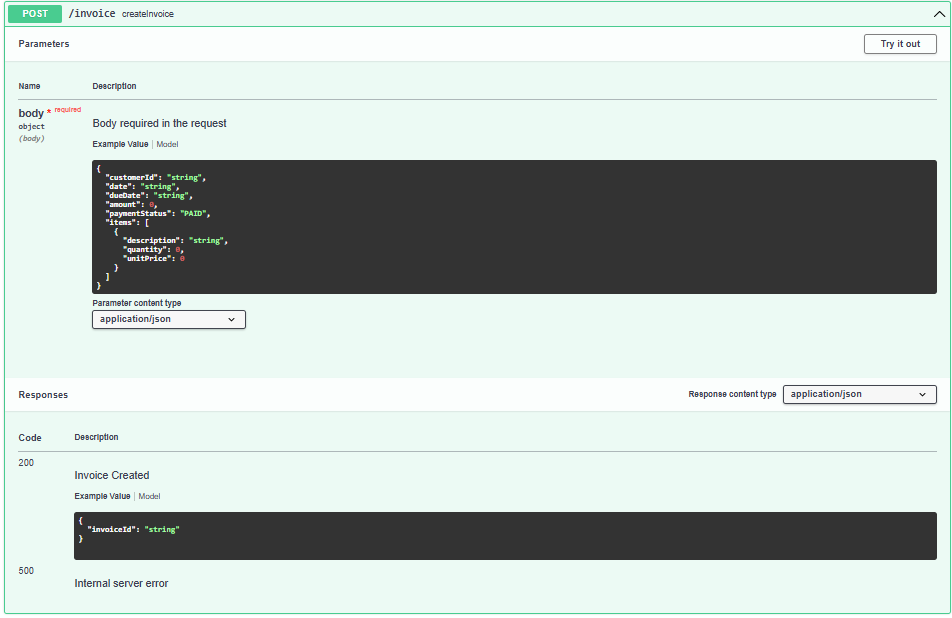 POST /invoice createInvoice
Parameters
Try it out
Name Description
body * required
object
(body)
Body required in the request
Example Value | Model
{
  "customerId": "string",
  "date": "string",
  "dueDate": "string",
  "amount": 0,
  "paymentStatus": "PAID",
  "items": [
    {
      "description": "string",
      "quantity": 0,
      "unitPrice": 0
    }
  ]
}
Parameter content type
application/json
Responses
Response content type application/json
Code Description
200
Invoice Created
Example Value | Model
{
  "invoiceId": "string"
}
500
Internal server error